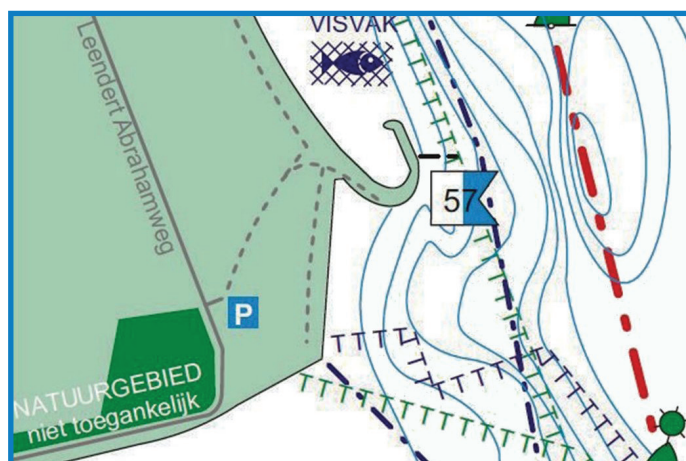 VISVAK
Leendert Abrahamweg
57
P
NATUURGEBIED
niet toegankelijk